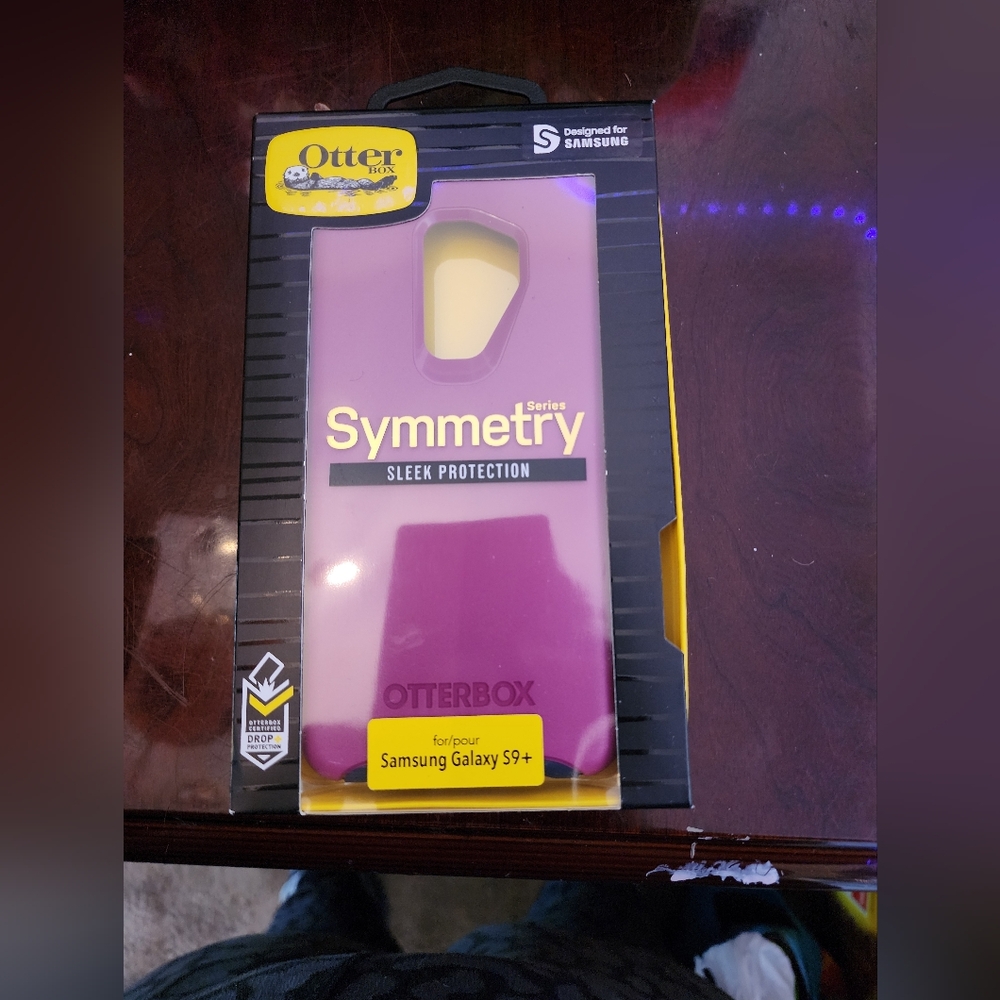 Otter
BOX
Designed for
SAMSUNG
Series
Symmetry
SLEEK PROTECTION
OTTERBOX
for/pour
Samsung Galaxy S9+
OTTERBOX
CERTIFIED
DROP+
PROTECTION